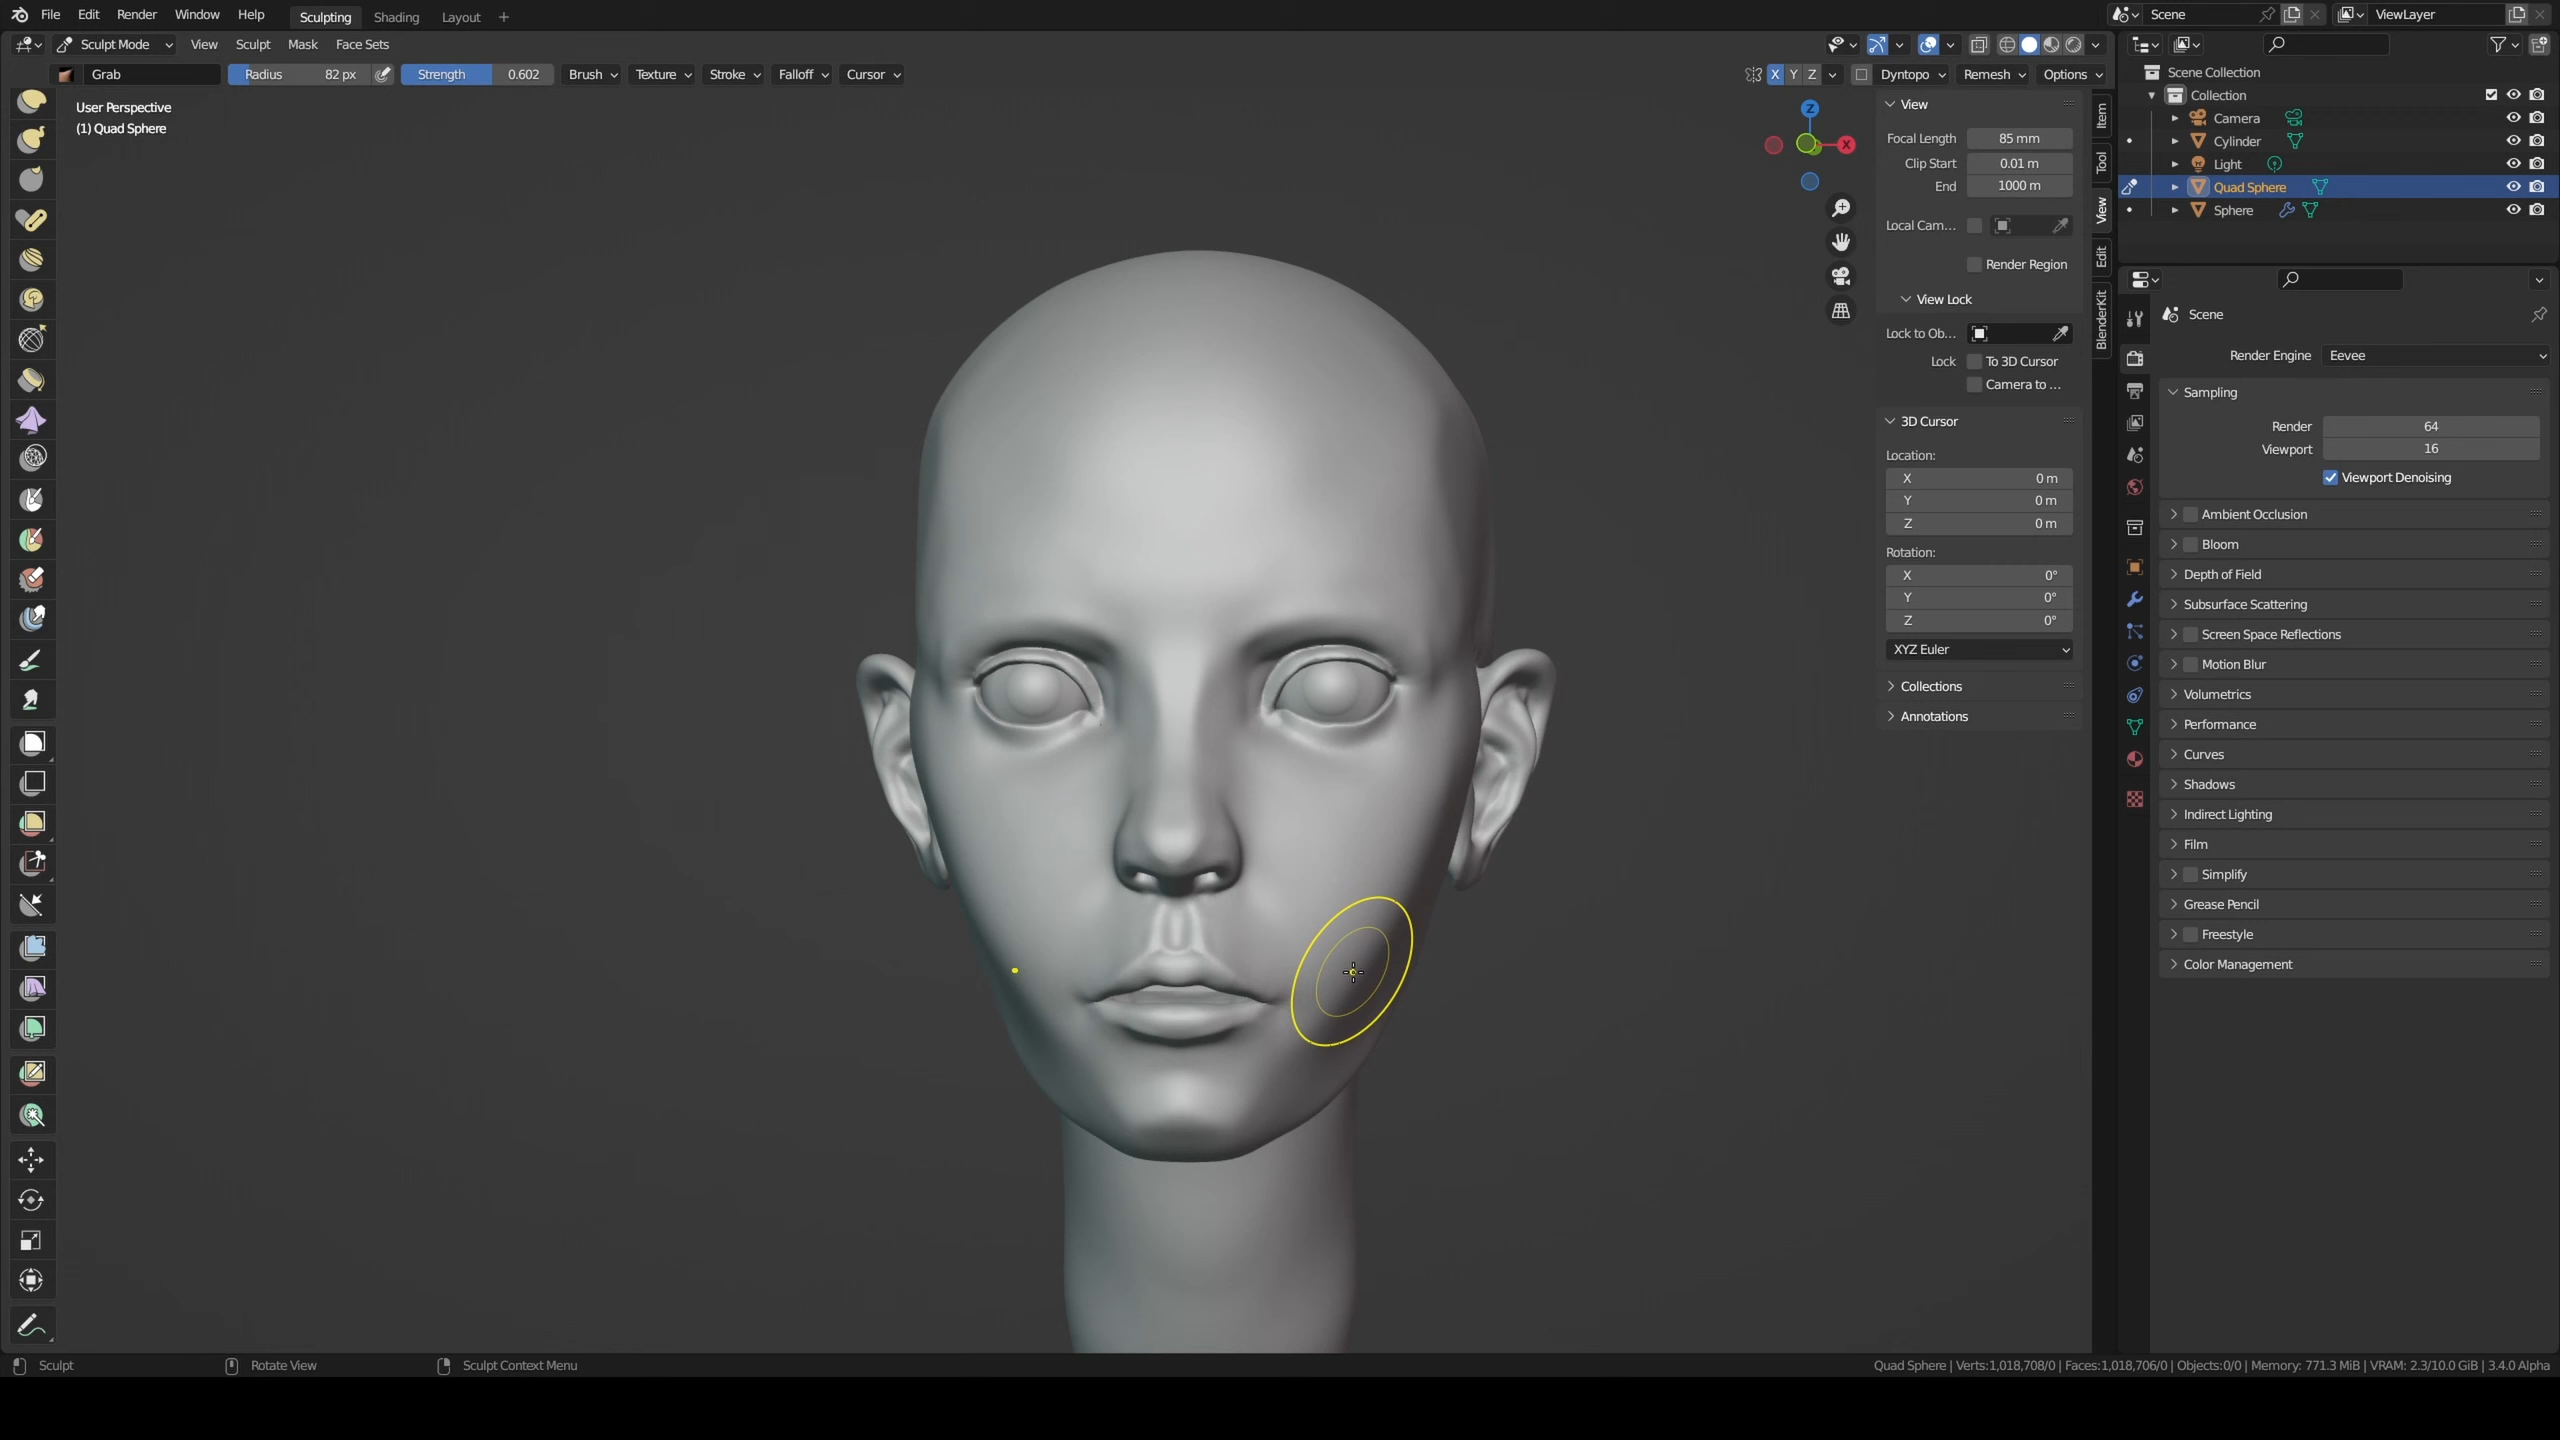 File Edit Render Window Help Sculpting Shading Layout +
Scene ViewLayer
Sculpt Mode View Sculpt Mask Face Sets
Grab Radius 82 px Strength 0.602 Brush Texture Stroke Falloff Cursor X Y Z Dyntopo Remesh Options
User Perspective
(1) Quad Sphere
Z
X
View
Focal Length 85 mm
Clip Start 0.01 m
End 1000 m
Local Cam...
Render Region
View Lock
Lock to Ob...
Lock To 3D Cursor
Camera to ...
3D Cursor
Location:
X 0 m
Y 0 m
Z 0 m
Rotation:
X 0°
Y 0°
Z 0°
XYZ Euler
Collections
Annotations
Item
Tool
View
Edit
BlenderKit
Scene Collection
Collection
Camera
Cylinder
Light
Quad Sphere
Sphere
Scene
Render Engine Eevee
Sampling
Render 64
Viewport 16
Viewport Denoising
Ambient Occlusion
Bloom
Depth of Field
Subsurface Scattering
Screen Space Reflections
Motion Blur
Volumetrics
Performance
Curves
Shadows
Indirect Lighting
Film
Simplify
Grease Pencil
Freestyle
Color Management
Sculpt Rotate View Sculpt Context Menu
Quad Sphere | Verts:1,018,708/0 | Faces:1,018,706/0 | Objects:0/0 | Memory: 771.3 MiB | VRAM: 2.3/10.0 GiB | 3.4.0 Alpha